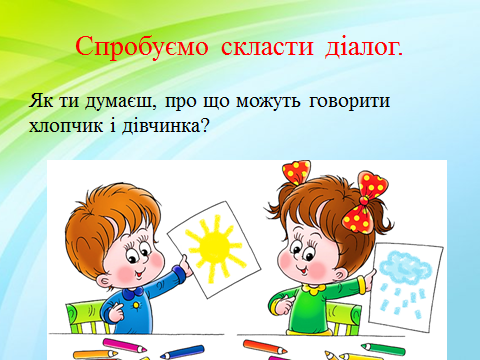 Спробуємо скласти діалог.
Як ти думаєш, про що можуть говорити
хлопчик і дівчинка?